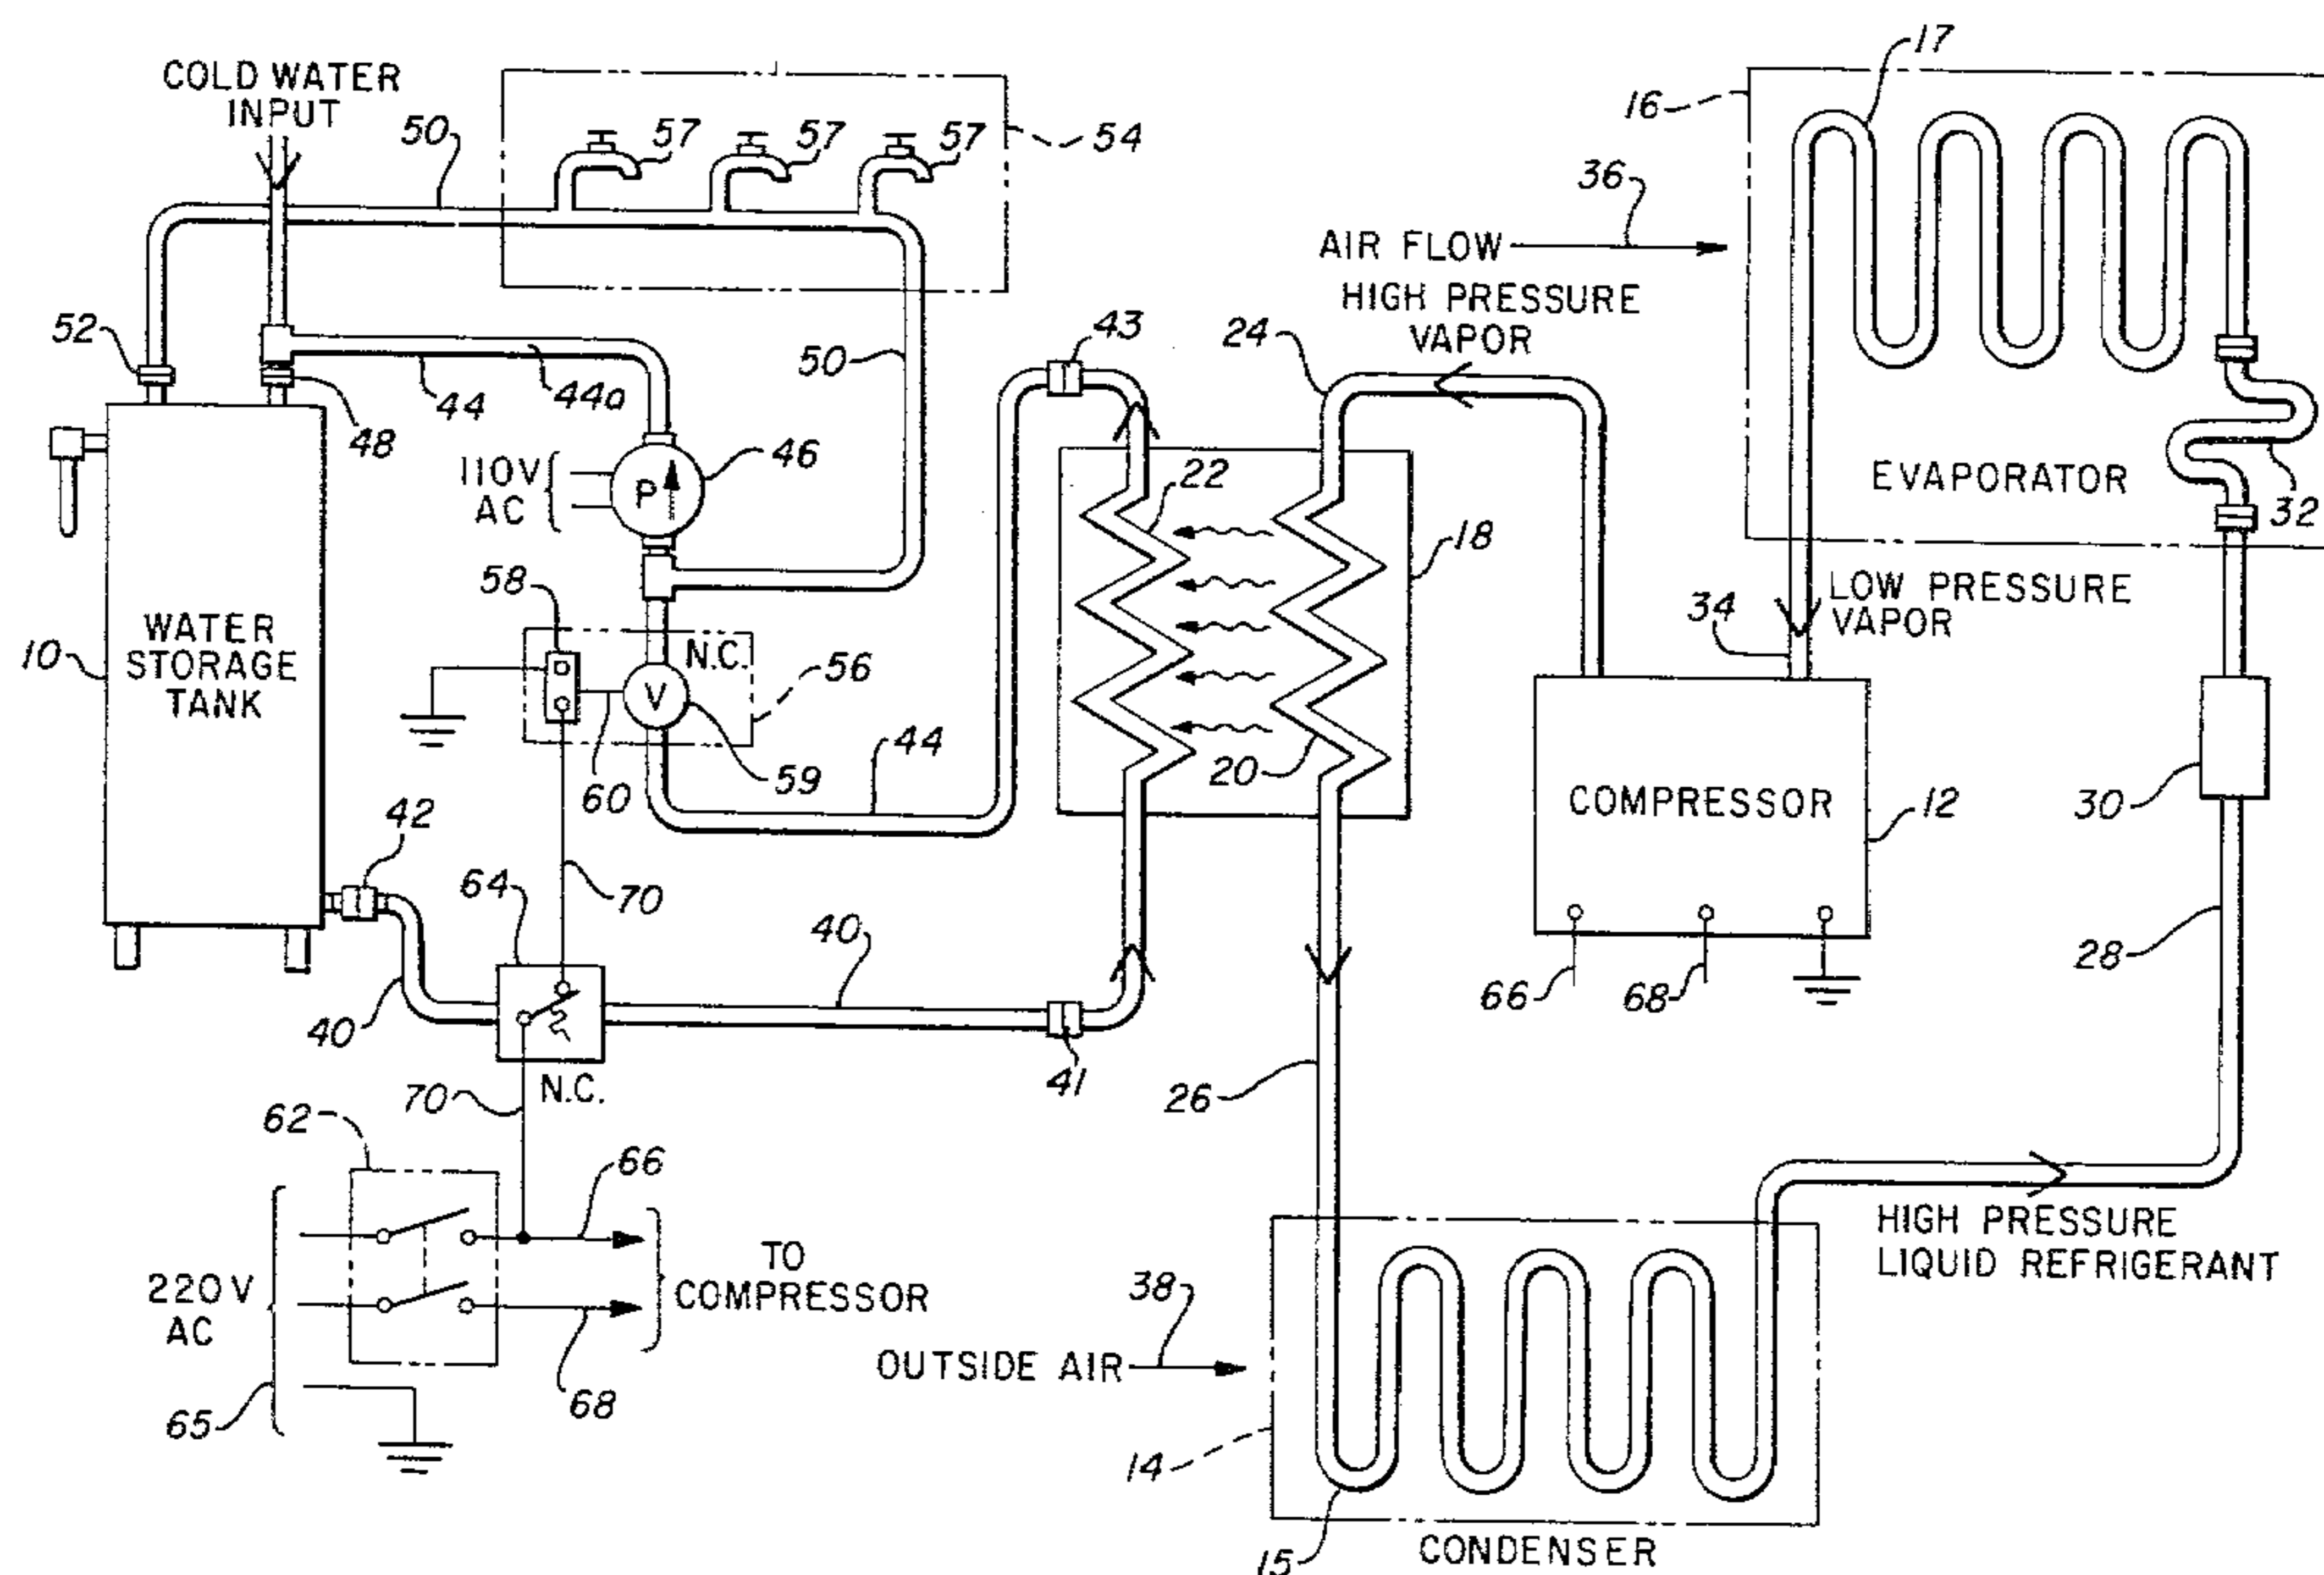 COLD WATER
INPUT
50
57
57
57
54
17
16
36
AIR FLOW
HIGH PRESSURE
VAPOR
52
44
44a
48
50
43
24
110V
AC
P
46
22
18
EVAPORATOR
32
58
N.C.
56
V
59
60
10
WATER
STORAGE
TANK
44
20
34
LOW PRESSURE
VAPOR
COMPRESSOR
12
30
42
64
70
40
40
41
66
68
28
70
N.C.
26
62
66
220V
AC
TO
COMPRESSOR
68
65
HIGH PRESSURE
LIQUID REFRIGERANT
38
OUTSIDE AIR
14
15
CONDENSER